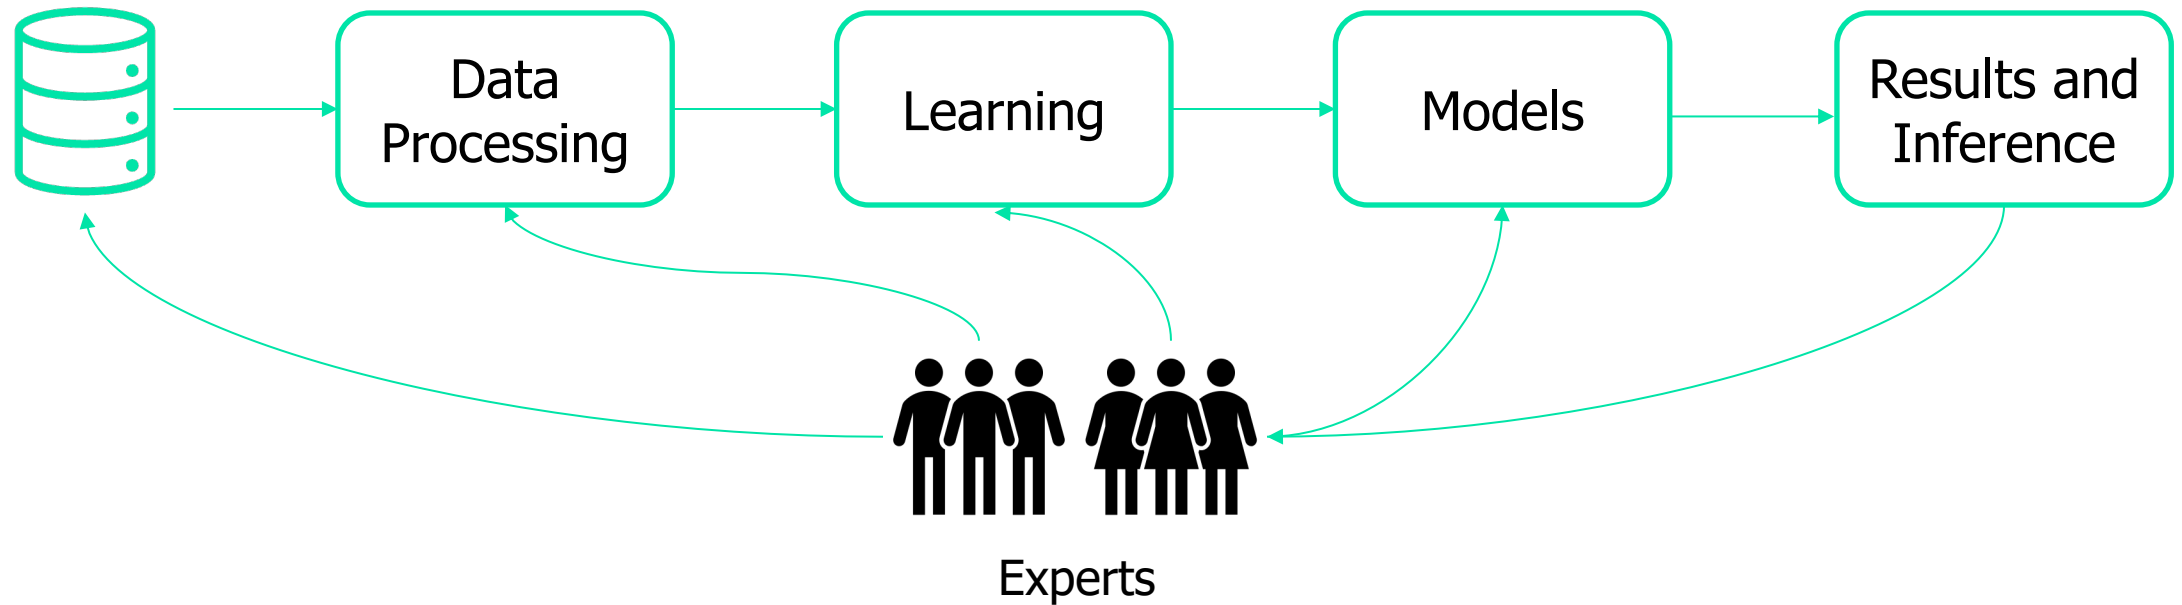 Data
Processing
Learning
Models
Results and
Inference
Experts